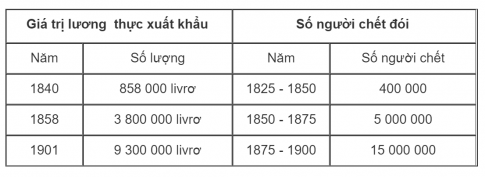 Giá trị lương thực xuất khẩu Số người chết đói
Năm Số lượng Năm Số người chết
1840 858 000 livrơ 1825 - 1850 400 000
1858 3 800 000 livrơ 1850 - 1875 5 000 000
1901 9 300 000 livrơ 1875 - 1900 15 000 000